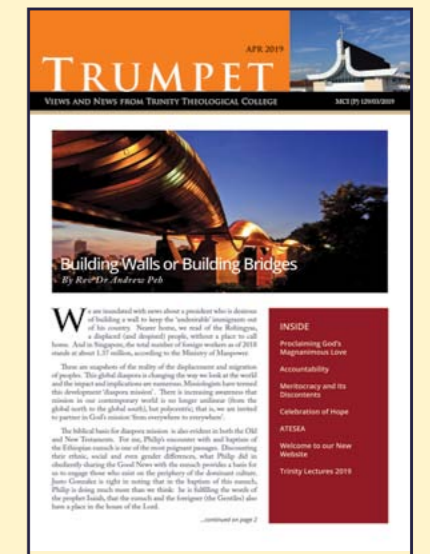 APR 2019
TRUMPET
VIEWS AND NEWS FROM TRINITY THEOLOGICAL COLLEGE
MCI (P) 129/03/2019
Building Walls or Building Bridges
By Rev Dr Andrew Peh
We are inundated with news about a president who is desirous
of building a wall to keep the 'undesirable' immigrants out
of his country. Nearer home, we read of the Rohingyas,
a displaced (and despised) people, without a place to call
home. And in Singapore, the total number of foreign workers as of 2018
stands at about 1.37 million, according to the Ministry of Manpower.
These are snapshots of the reality of the displacement and migration
of peoples. This global diaspora is changing the way we look at the world
and the impact and implications are numerous. Missiologists have termed
this development 'diaspora mission'. There is increasing awareness that
mission in our contemporary world is no longer unilinear (from the
global north to the global south), but polycentric; that is, we are invited
to partner in God's mission 'from everywhere to everywhere'.
The biblical basis for diaspora mission is also evident in both the Old
and New Testaments. For me, Philip's encounter with and baptism of
the Ethiopian eunuch is one of the most poignant passages. Discounting
their ethnic, social and even gender differences, what Philip did in
obediently sharing the Good News with the eunuch provides a basis for
us to engage those who exist on the periphery of the dominant culture.
Justo Gonzalez is right in noting that in the baptism of this eunuch,
Philip is doing much more than we think: he is fulfilling the words of
the prophet Isaiah, that the eunuch and the foreigner (the Gentiles) also
have a place in the house of the Lord.
...continued on page 2
INSIDE
Proclaiming God's
Magnanimous Love
Accountability
Meritocracy and Its
Discontents
Celebration of Hope
ATESEA
Welcome to our New
Website
Trinity Lectures 2019